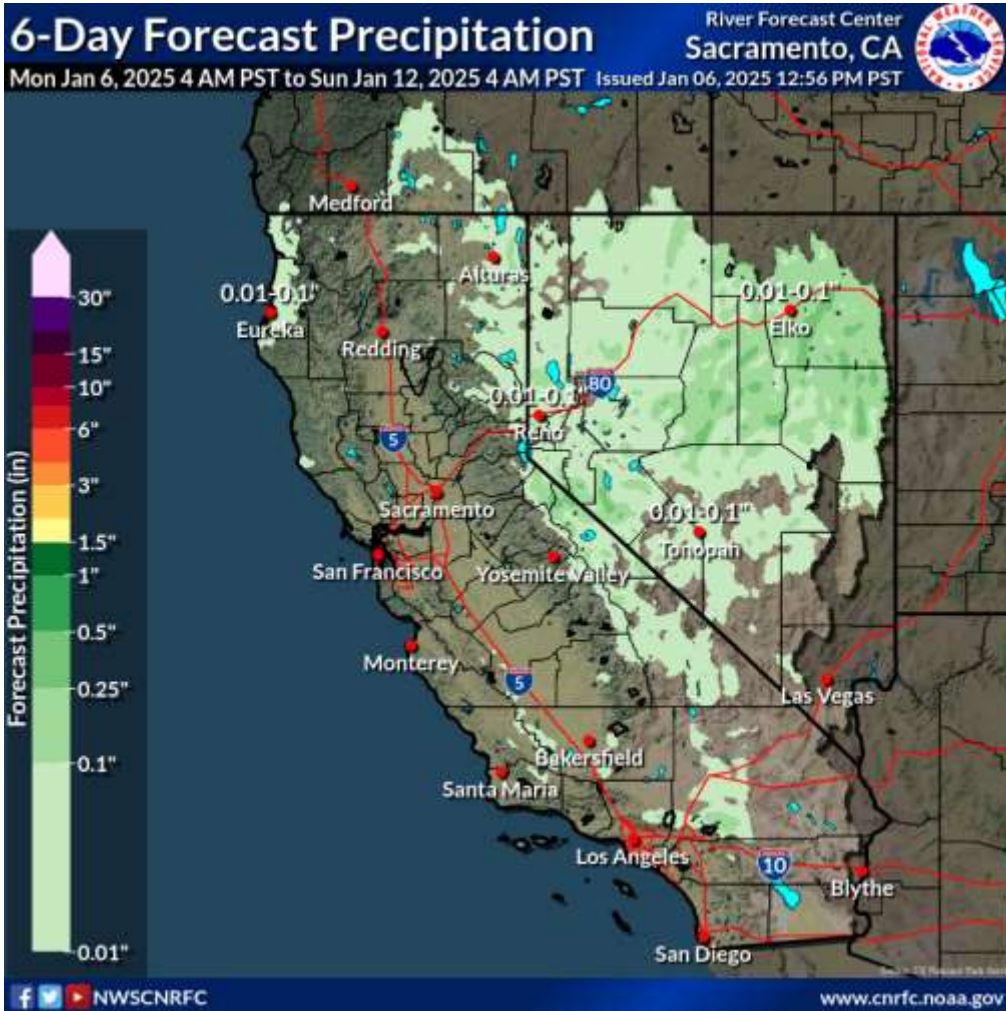 6-Day Forecast Precipitation
Mon Jan 6, 2025 4 AM PST to Sun Jan 12, 2025 4 AM PST
River Forecast Center
Sacramento, CA
Issued Jan 06, 2025 12:56 PM PST
NATIONAL WEATHER SERVICE
Forecast Precipitation (in)
30"
15"
10"
6"
3"
1.5"
1"
0.5"
0.25"
0.1"
0.01"
Medford
Alturas
0.01-0.1"
Eureka
Redding
0.01-0.1"
Elko
80
0.01-0.1"
Reno
5
Sacramento
0.01-0.1"
Tonopah
San Francisco
Yosemite Valley
Monterey
5
Las Vegas
Bakersfield
Santa Maria
Los Angeles
10
Blythe
San Diego
NWSCNRFC
www.cnrfc.noaa.gov